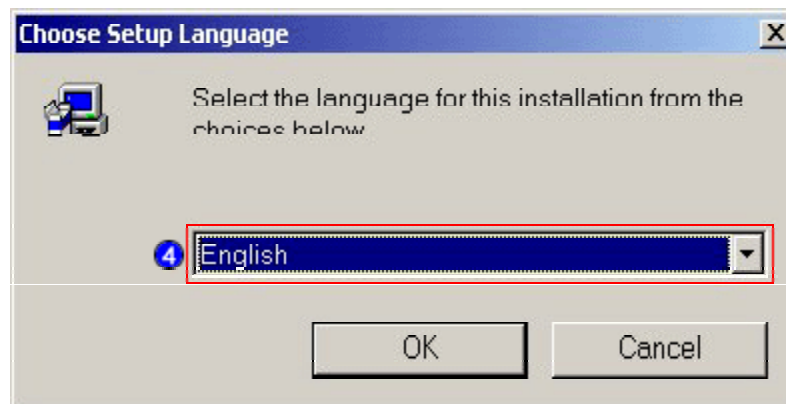 Choose Setup Language
Select the language for this installation from the
choices below.
4 English
OK Cancel